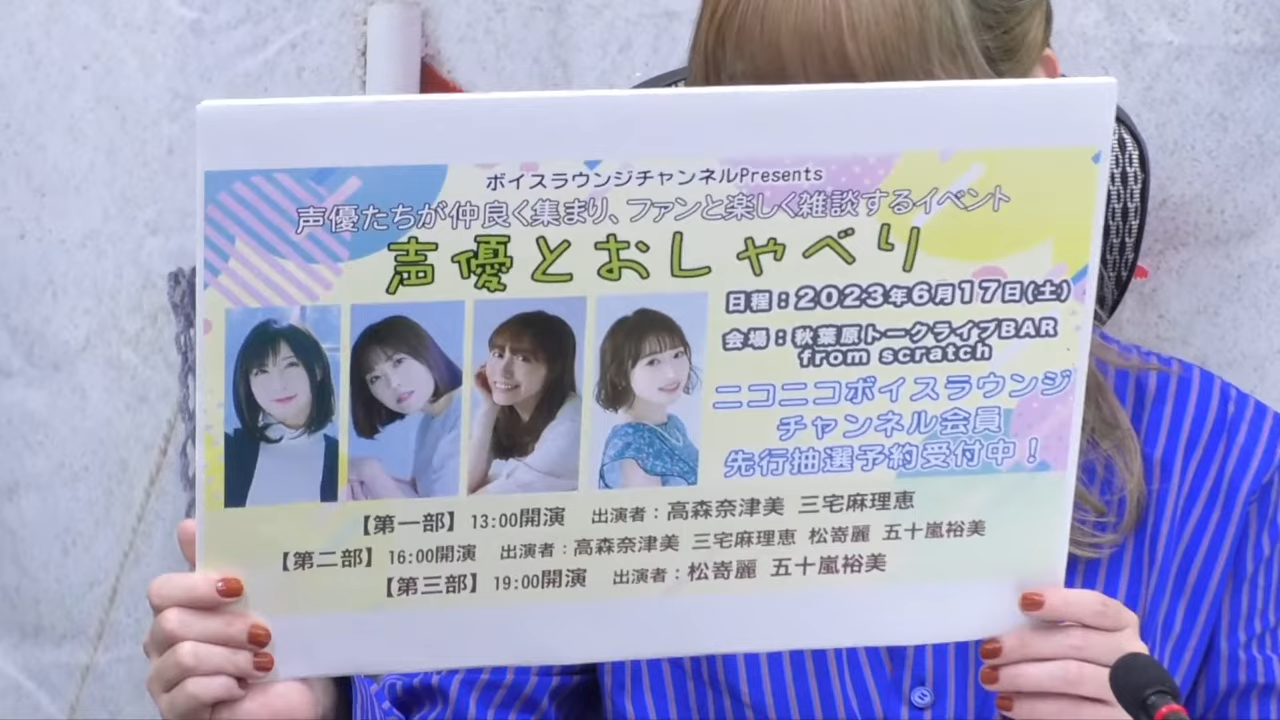 ボイスラウンジチャンネルPresents
声優たちが仲良く集まり、ファンと楽しく雑談するイベント
声優とおしゃべり
日程：2023年6月17日(土)
会場：秋葉原トークライブBAR
from scratch
ニコニコボイスラウンジ
チャンネル会員
先行抽選予約受付中！
【第一部】13:00開演 出演者：高森奈津美 三宅麻理恵
【第二部】16:00開演 出演者：高森奈津美 三宅麻理恵 松嵜麗 五十嵐裕美
【第三部】19:00開演 出演者：松嵜麗 五十嵐裕美